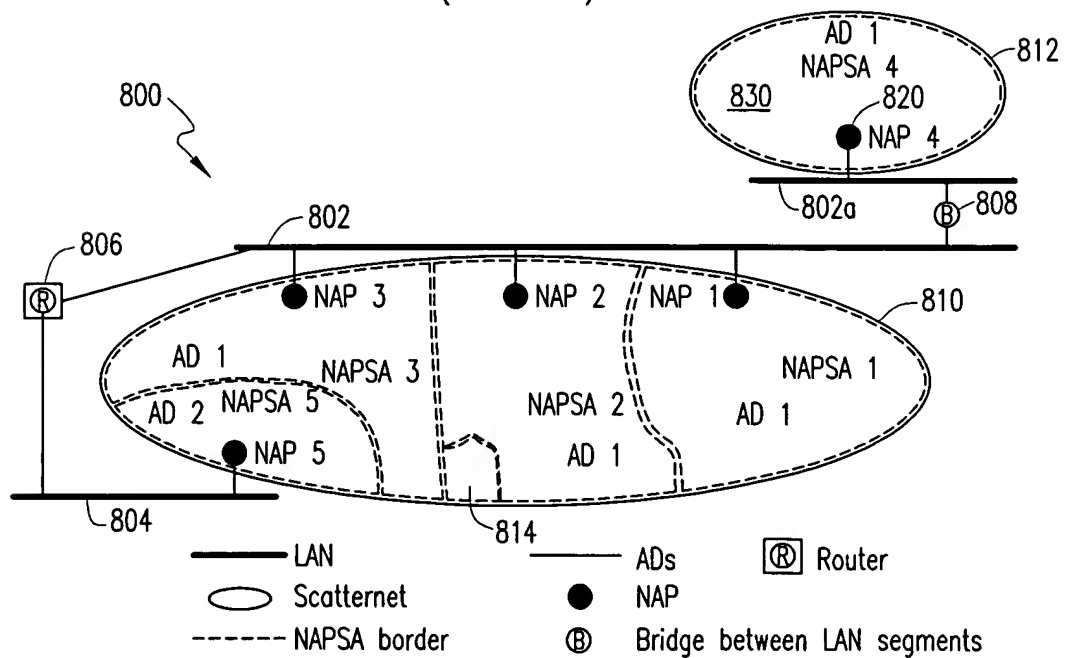 AD 1
812
NAPSA 4
800
830
820
NAP 4
802a
B
808
802
806
R
NAP 3
NAP 2
NAP 1
810
AD 1
NAPSA 3
NAPSA 1
AD 2
NAPSA 5
NAPSA 2
AD 1
NAP 5
AD 1
804
814
LAN
ADs
R Router
Scatternet
NAP
NAPSA border
B Bridge between LAN segments